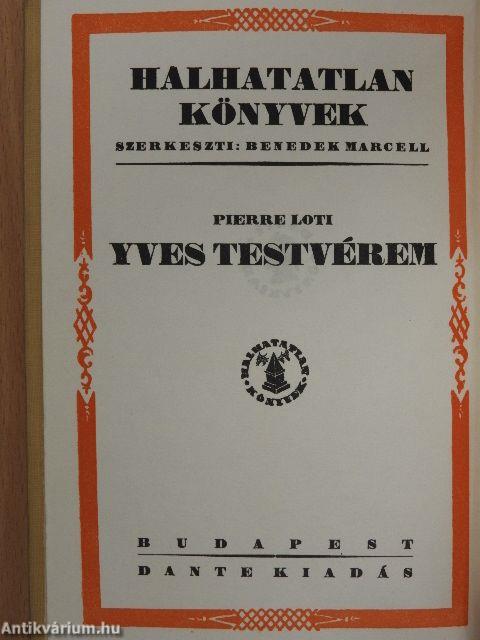 HALHATATLAN
KÖNYVEK
SZERKESZTI: BENEDEK MARCELL
PIERRE LOTI
YVES TESTVÉREM
HALHATATLAN
KÖNYVEK
BUDAPEST
DANTE KIADÁS
Antikvárium.hu